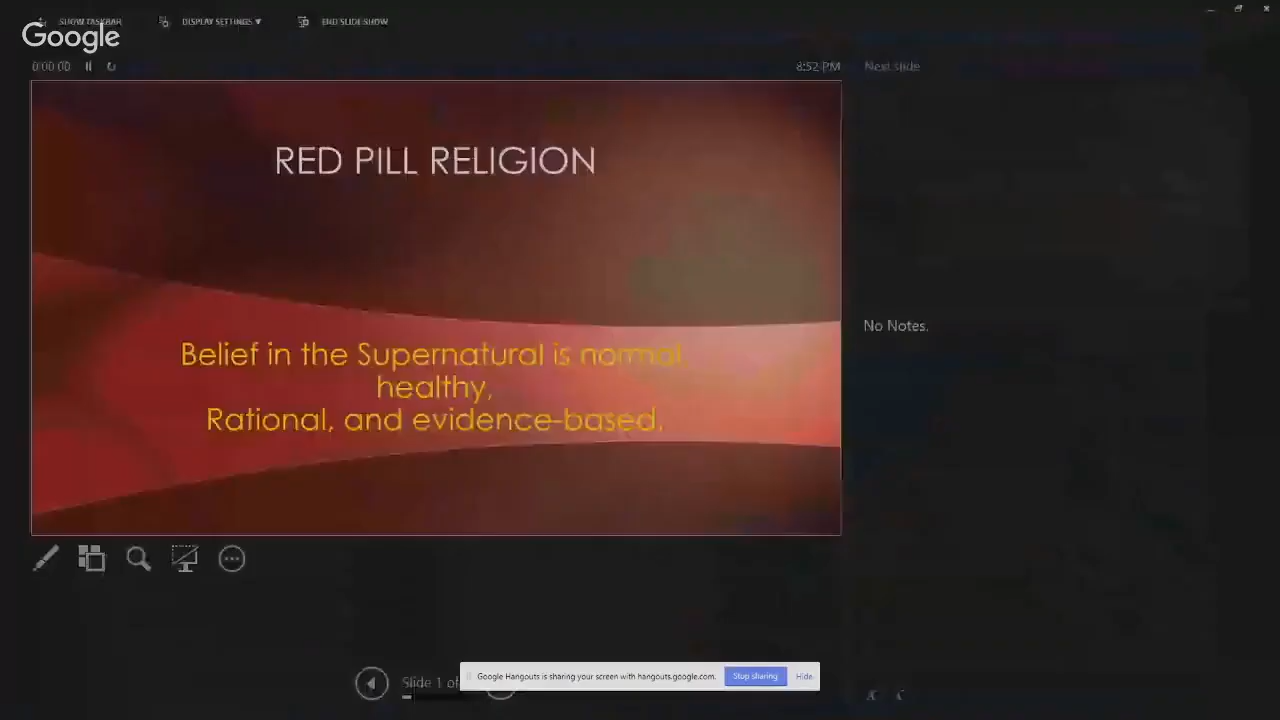 SHOW TASKBAR
DISPLAY SETTINGS
END SLIDE SHOW
Google
0:00:00
8:52 PM
Next slide
RED PILL RELIGION
Belief in the Supernatural is normal,
healthy,
Rational, and evidence-based.
No Notes.
Slide 1 of
Google Hangouts is sharing your screen with hangouts.google.com.
Stop sharing
Hide